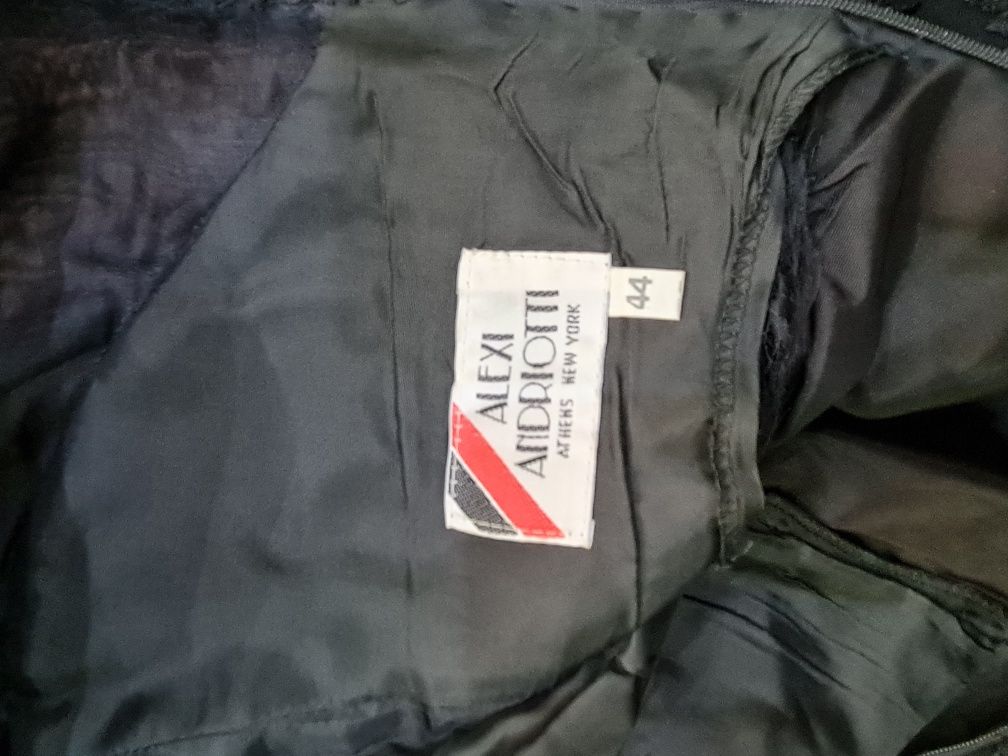 ALEXI
ANDRIOTTI
ATHENS NEW YORK
44